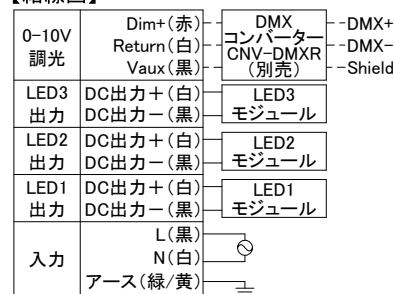 0-10V
調光
Dim+(赤)
Return(白)
Vaux(黒)
DMX
コンバーター
CNV-DMXR
(別売)
DMX+
DMX-
Shield
LED3
出力
DC出力+(白)
DC出力-(黒)
LED3
モジュール
LED2
出力
DC出力+(白)
DC出力-(黒)
LED2
モジュール
LED1
出力
DC出力+(白)
DC出力-(黒)
LED1
モジュール
入力
L(黒)
N(白)
アース(緑/黄)